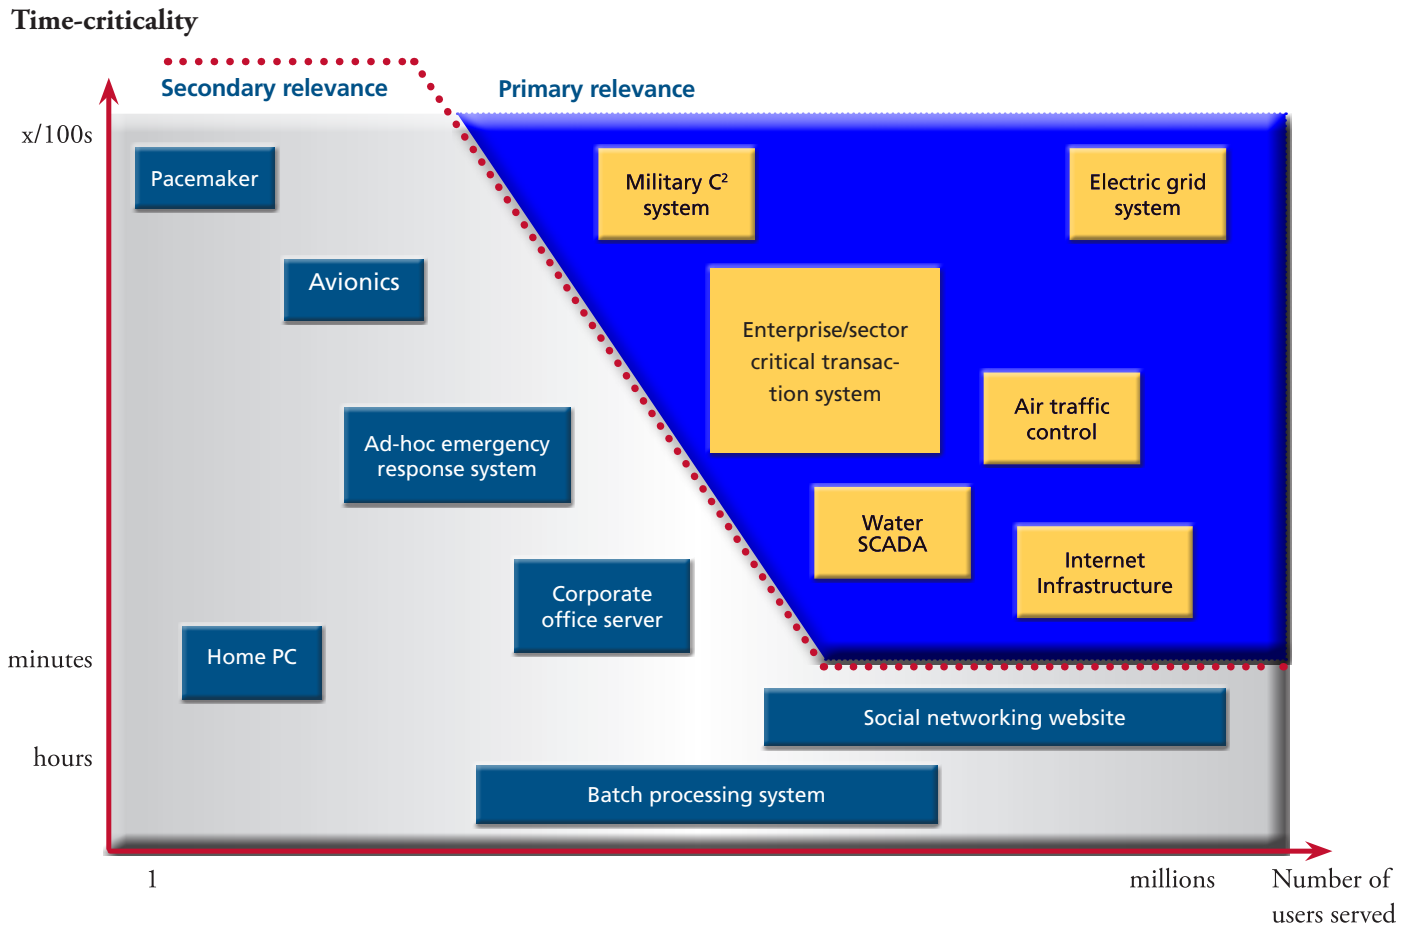 Time-criticality
Secondary relevance
Primary relevance
x/100s
Pacemaker
Military C²
system
Electric grid
system
Avionics
Enterprise/sector
critical transac-
tion system
Air traffic
control
Ad-hoc emergency
response system
Water
SCADA
Internet
Infrastructure
Corporate
office server
minutes
Home PC
Social networking website
hours
Batch processing system
1
millions
Number of
users served